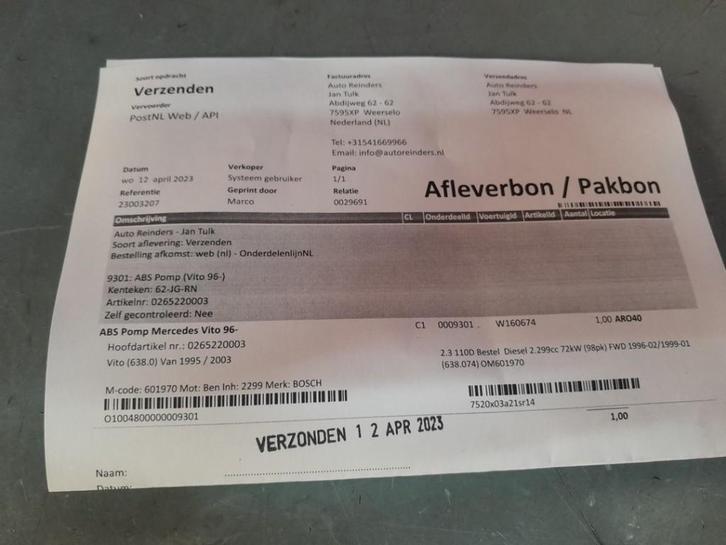 Soort opdracht
Verzenden
Vervoerder
PostNL Web / API
Factuuradres
Auto Reinders
Jan Tulk
Abdijweg 62 - 62
7595XP Weerselo
Nederland (NL)
Tel: +31541669966
Email: info@autoreinders.nl
Verzendadres
Auto Reinders
Jan Tulk
Abdijweg 62 - 62
7595XP Weerselo NL
Datum
wo 12 april 2023
Referentie
23003207
Verkoper
Systeem gebruiker
Geprint door
Marco
Pagina
1/1
Relatie
0029691
Afleverbon / Pakbon
Omschrijving CL OnderdeelId Voertuigid ArtikelId Aantal Locatie
Auto Reinders - Jan Tulk
Soort aflevering: Verzenden
Bestelling afkomst: web (nl) - OnderdelenlijnNL
9301: ABS Pomp (Vito 96-)
Kenteken: 62-JG-RN
Artikelnr: 0265220003
Zelf gecontroleerd: Nee
ABS Pomp Mercedes Vito 96- C1 0009301 . W160674 1,00 ARO40
Hoofdartikel nr.: 0265220003
Vito (638.0) Van 1995 / 2003
2.3 110D Bestel Diesel 2.299cc 72kW (98pk) FWD 1996-02/1999-01
(638.074) OM601970
M-code: 601970 Mot: Ben Inh: 2299 Merk: BOSCH
O1004800000009301
7520x03a21sr14
1,00
VERZONDEN 1 2 APR 2023
Naam:
Datum: